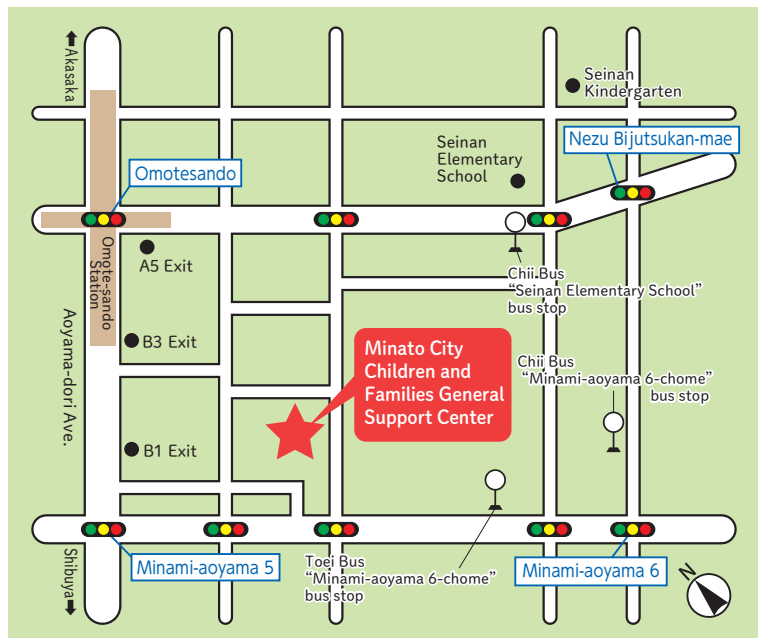 Akasaka
Seinan
Kindergarten
Nezu Bijutsukan-mae
Seinan
Elementary
School
Omotesando
Omote-sando
Station
A5 Exit
Chii Bus
“Seinan Elementary School”
bus stop
Aoyama-dori Ave.
B3 Exit
Minato City
Children and
Families General
Support Center
Chii Bus
“Minami-aoyama 6-chome”
bus stop
B1 Exit
Shibuya
Minami-aoyama 5
Toei Bus
“Minami-aoyama 6-chome”
bus stop
Minami-aoyama 6
N